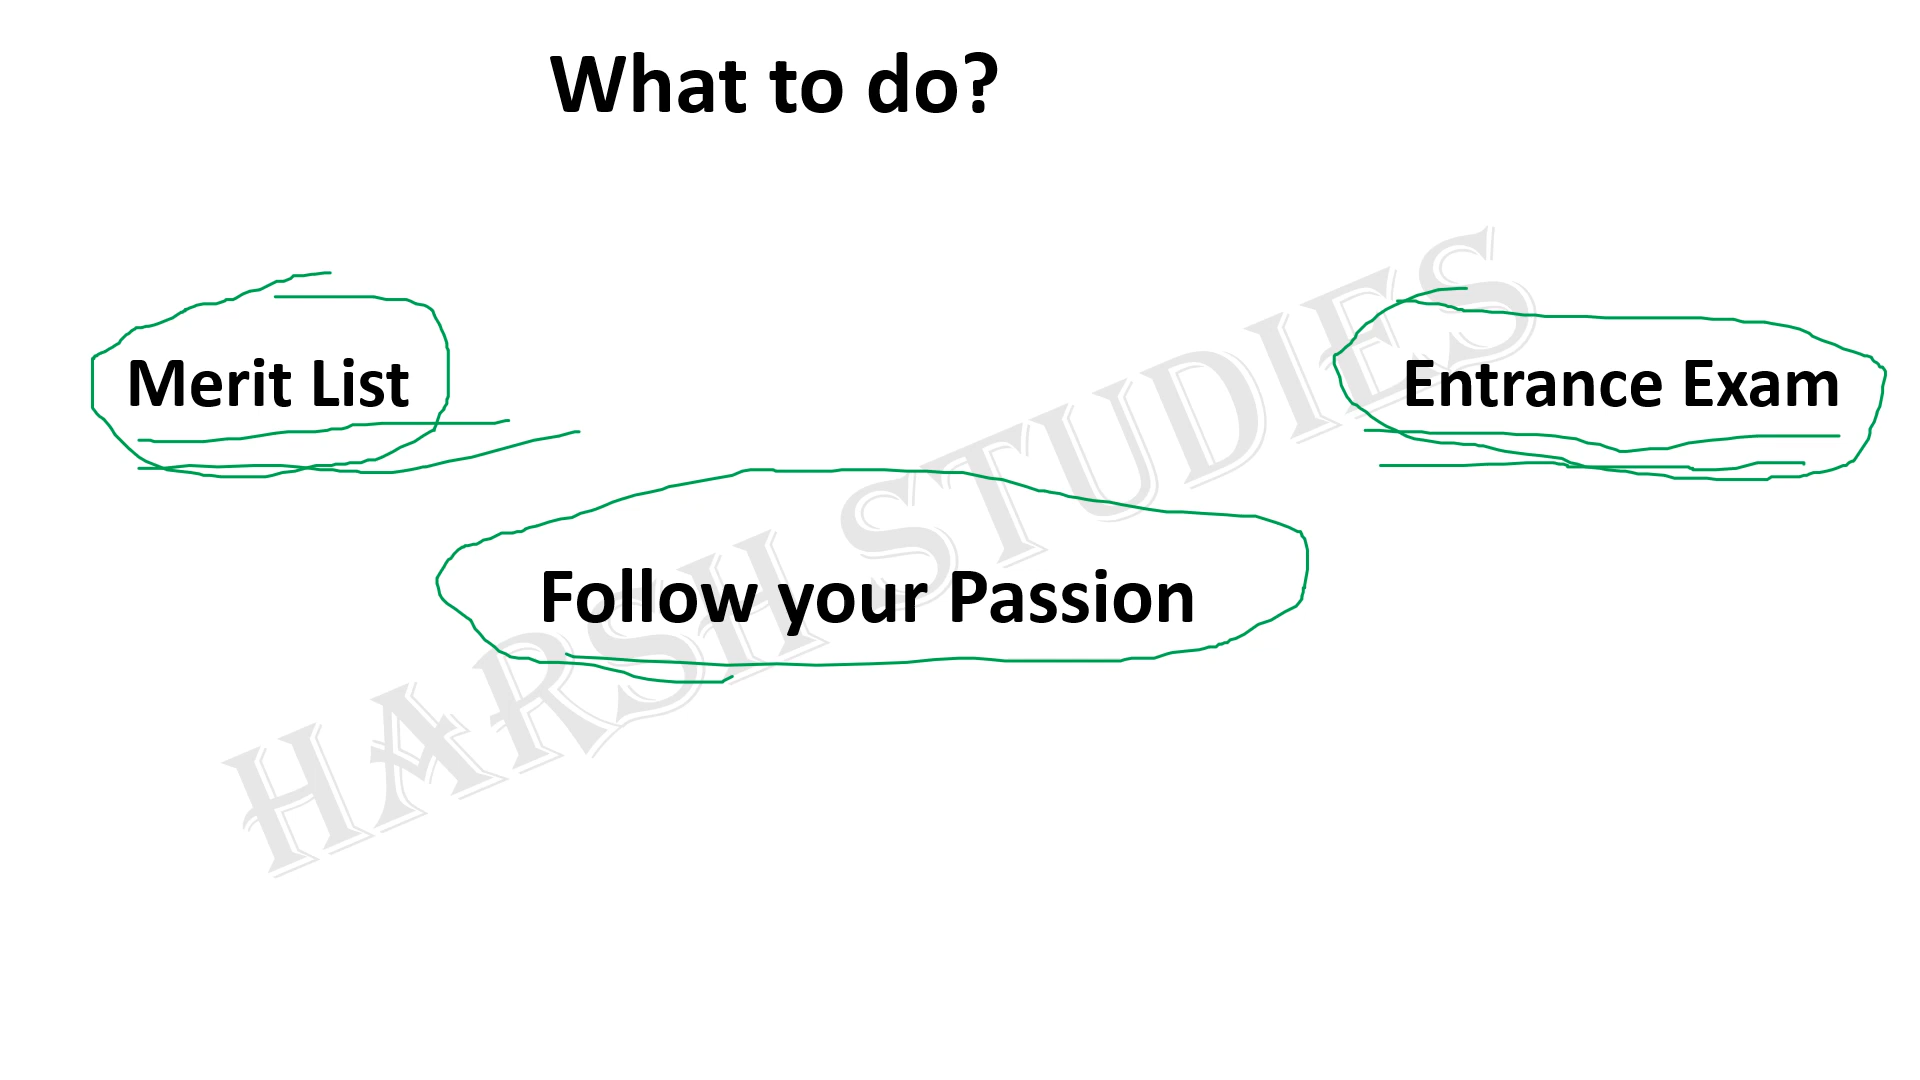 What to do?
Merit List
Entrance Exam
Follow your Passion
HARSH STUDIES